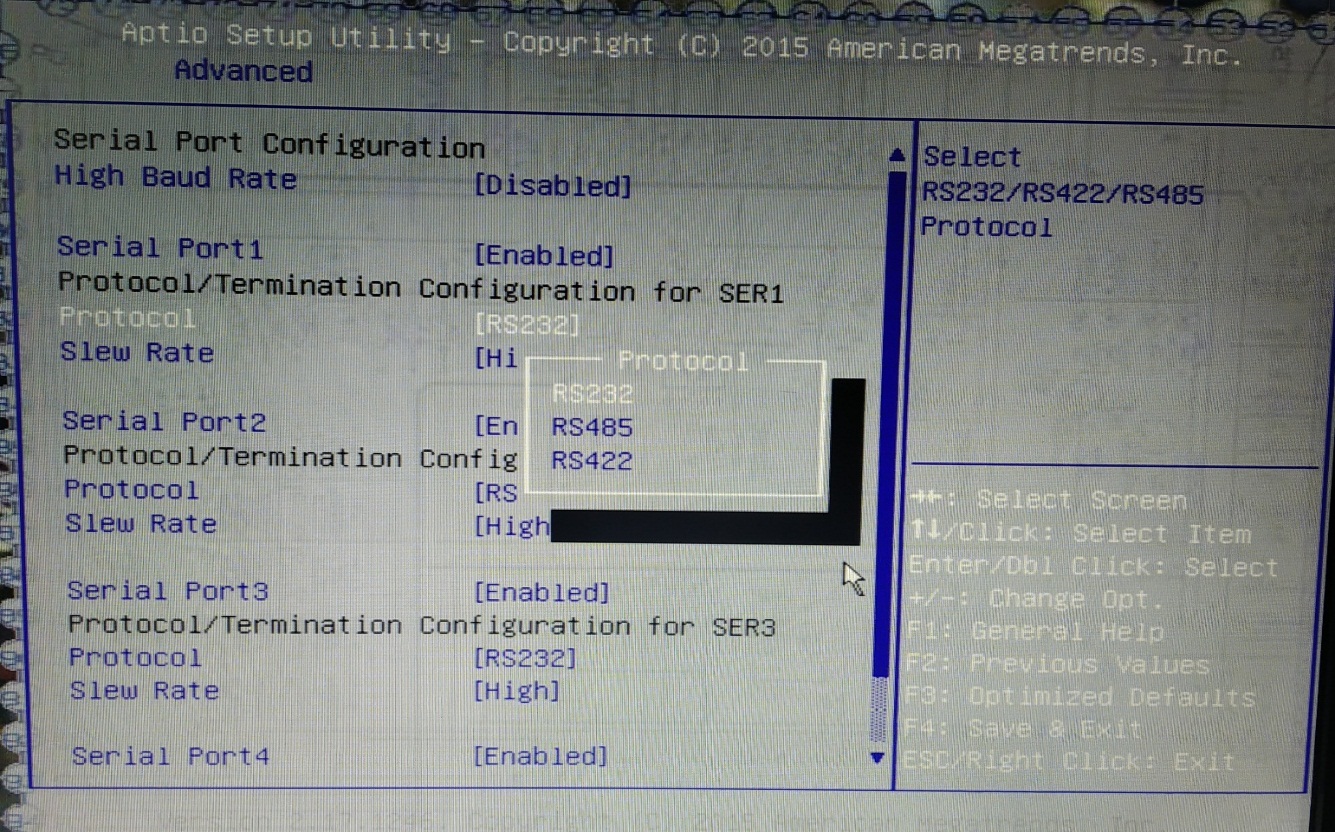 Aptio Setup Utility - Copyright (C) 2015 American Megatrends, Inc.
Advanced
Serial Port Configuration
High Baud Rate [Disabled]
Serial Port1 [Enabled]
Protocol/Termination Configuration for SER1
Protocol [RS232]
Slew Rate [Hi
Protocol
RS232
RS485
RS422
Serial Port2 [En
Protocol/Termination Config
Protocol [RS
Slew Rate [High
Serial Port3 [Enabled]
Protocol/Termination Configuration for SER3
Protocol [RS232]
Slew Rate [High]
Serial Port4 [Enabled]
Select
RS232/RS422/RS485
Protocol
→←: Select Screen
↑↓/Click: Select Item
Enter/Dbl Click: Select
+/-: Change Opt.
F1: General Help
F2: Previous Values
F3: Optimized Defaults
F4: Save & Exit
ESC/Right Click: Exit